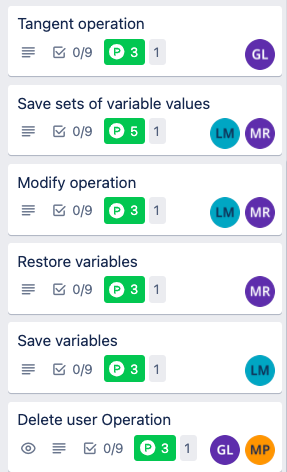 Tangent operation
0/9 P 3 1 GL
Save sets of variable values
0/9 P 5 1 LM MR
Modify operation
0/9 P 3 1 LM MR
Restore variables
0/9 P 3 1 MR
Save variables
0/9 P 3 1 LM
Delete user Operation
0/9 P 3 1 GL MP